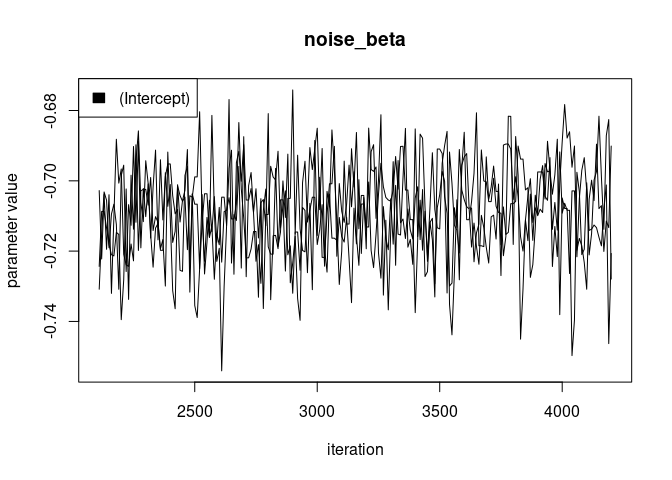 noise_beta
(Intercept)
parameter value
-0.68
-0.70
-0.72
-0.74
2500
3000
3500
4000
iteration